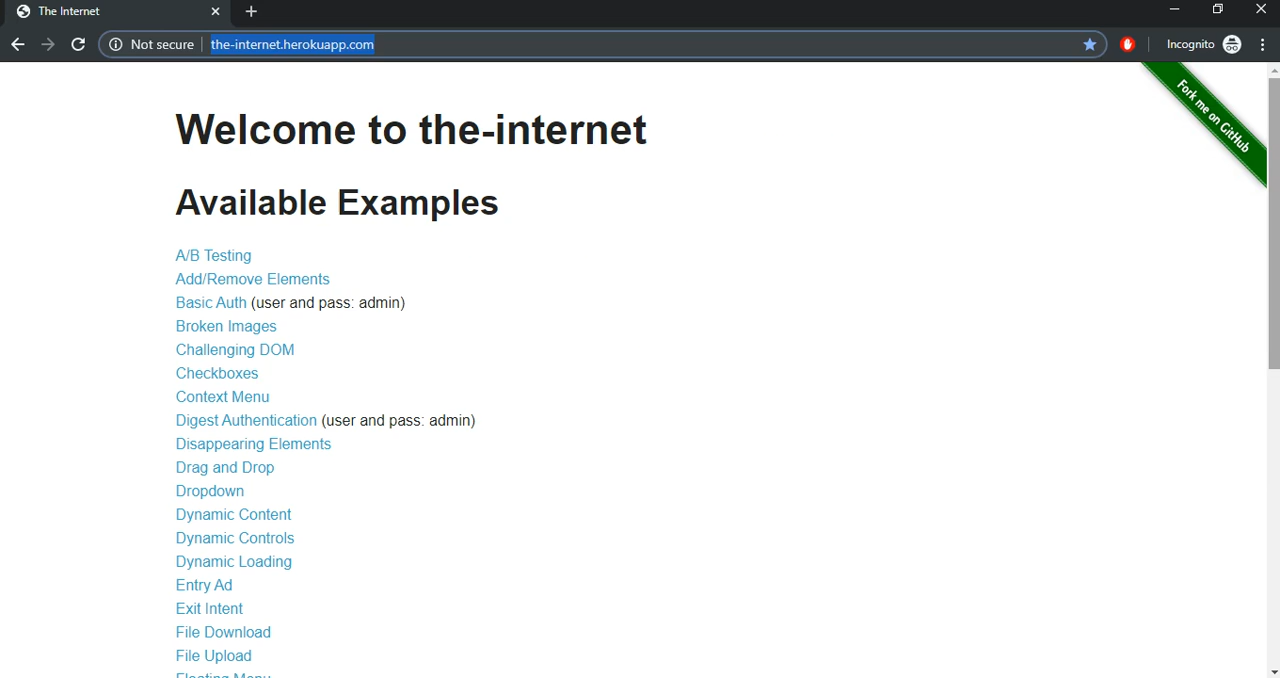 The Internet
Not secure the-internet.herokuapp.com Incognito
Fork me on GitHub
Welcome to the-internet
Available Examples
A/B Testing
Add/Remove Elements
Basic Auth (user and pass: admin)
Broken Images
Challenging DOM
Checkboxes
Context Menu
Digest Authentication (user and pass: admin)
Disappearing Elements
Drag and Drop
Dropdown
Dynamic Content
Dynamic Controls
Dynamic Loading
Entry Ad
Exit Intent
File Download
File Upload
Floating Menu